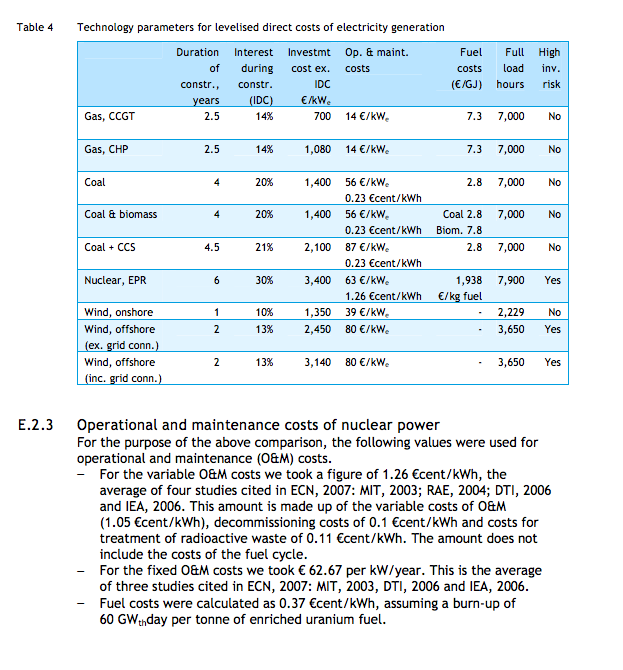 Table 4 Technology parameters for levelised direct costs of electricity generation
Duration of constr., years Interest during constr. (IDC) Investmt cost ex. IDC €/kWe Op. & maint. costs Fuel costs (€/GJ) Full load hours High inv. risk
Gas, CCGT 2.5 14% 700 14 €/kWe 7.3 7,000 No
Gas, CHP 2.5 14% 1,080 14 €/kWe 7.3 7,000 No
Coal 4 20% 1,400 56 €/kWe 2.8 7,000 No
0.23 €cent/kWh
Coal & biomass 4 20% 1,400 56 €/kWe Coal 2.8 7,000 No
0.23 €cent/kWh Biom. 7.8
Coal + CCS 4.5 21% 2,100 87 €/kWe 2.8 7,000 No
0.23 €cent/kWh
Nuclear, EPR 6 30% 3,400 63 €/kWe 1,938 7,900 Yes
1.26 €cent/kWh €/kg fuel
Wind, onshore 1 10% 1,350 39 €/kWe - 2,229 No
Wind, offshore 2 13% 2,450 80 €/kWe - 3,650 Yes
(ex. grid conn.)
Wind, offshore 2 13% 3,140 80 €/kWe - 3,650 Yes
(inc. grid conn.)
E.2.3 Operational and maintenance costs of nuclear power
For the purpose of the above comparison, the following values were used for
operational and maintenance (O&M) costs.
– For the variable O&M costs we took a figure of 1.26 €cent/kWh, the
average of four studies cited in ECN, 2007: MIT, 2003; RAE, 2004; DTI, 2006
and IEA, 2006. This amount is made up of the variable costs of O&M
(1.05 €cent/kWh), decommissioning costs of 0.1 €cent/kWh and costs for
treatment of radioactive waste of 0.11 €cent/kWh. The amount does not
include the costs of the fuel cycle.
– For the fixed O&M costs we took € 62.67 per kW/year. This is the average
of three studies cited in ECN, 2007: MIT, 2003, DTI, 2006 and IEA, 2006.
– Fuel costs were calculated as 0.37 €cent/kWh, assuming a burn-up of
60 GWthday per tonne of enriched uranium fuel.